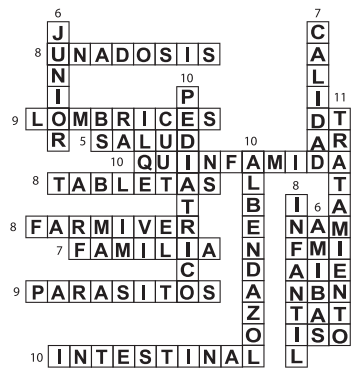 6 JUNIOR
7 CALIDAD
8 UNADOSIS
10 PEDIATRICO
11 TRATAMIENTO
9 LOMBRICES
5 SALUD
10 QUINFAMIDA
10 ALBENDAZOL
8 TABLETAS
8 INFANTIL
6 AMIBAS
8 FARMIVER
7 FAMILIA
9 PARASITOS
10 INTESTINAL